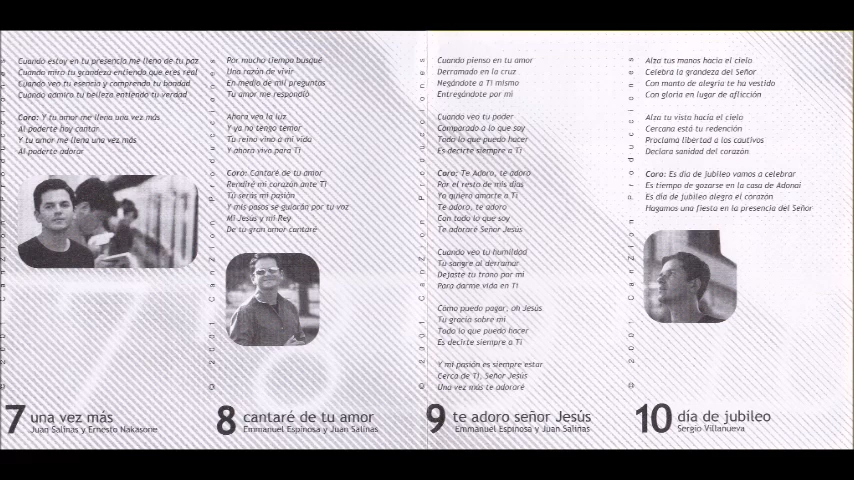 Cuando estoy en tu presencia me lleno de tu paz
Cuando miro tu grandeza entiendo que eres real
Cuando veo tu esencia y comprendo tu bondad
Cuando admiro tu belleza entiendo tu verdad
Coro: Y tu amor me llena una vez más
Al poderte hoy cantar
Y tu amor me llena una vez más
Al poderte adorar
7 una vez más
Juan Salinas y Ernesto Nakasone
© 2001 CanZion Producciones
Por mucho tiempo busqué
Una razón de vivir
En medio de mil preguntas
Tu amor me respondió
Ahora veo la luz
Y ya no tengo temor
Tu reino vino a mi vida
Y ahora vivo para Ti
Coro: Cantaré de tu amor
Rendiré mi corazón ante Ti
Tú serás mi pasión
Y mis pasos se guiarán por tu voz
Mi Jesús y mi Rey
De tu gran amor cantaré
8 cantaré de tu amor
Emmanuel Espinosa y Juan Salinas
© 2001 CanZion Producciones
Cuando pienso en tu amor
Derramado en la cruz
Negándote a Ti mismo
Entregándote por mí
Cuando veo tu poder
Comparado a lo que soy
Todo lo que puedo hacer
Es decirte siempre a Ti
Coro: Te Adoro, te adoro
Por el resto de mis días
Yo quiero amarte a Ti
Te adoro, te adoro
Con todo lo que soy
Te adoraré Señor Jesús
Cuando veo tu humildad
Tu sangre al derramar
Dejaste tu trono por mí
Para darme vida en Ti
Cómo puedo pagar, oh Jesús
Tu gracia sobre mí
Todo lo que puedo hacer
Es decirte siempre a Ti
Y mi pasión es siempre estar
Cerca de Ti, Señor Jesús
Una vez más te adoraré
9 te adoro señor Jesús
Emmanuel Espinosa y Juan Salinas
© 2001 CanZion Producciones
Alza tus manos hacia el cielo
Celebra la grandeza del Señor
Con manto de alegría te ha vestido
Con gloria en lugar de aflicción
Alza tu vista hacia el cielo
Cercana está tu redención
Proclama libertad a los cautivos
Declara sanidad del corazón
Coro: Es día de jubileo vamos a celebrar
Es tiempo de gozarse en la casa de Adonai
Es día de jubileo alegra el corazón
Hagamos una fiesta en la presencia del Señor
10 día de jubileo
Sergio Villanueva